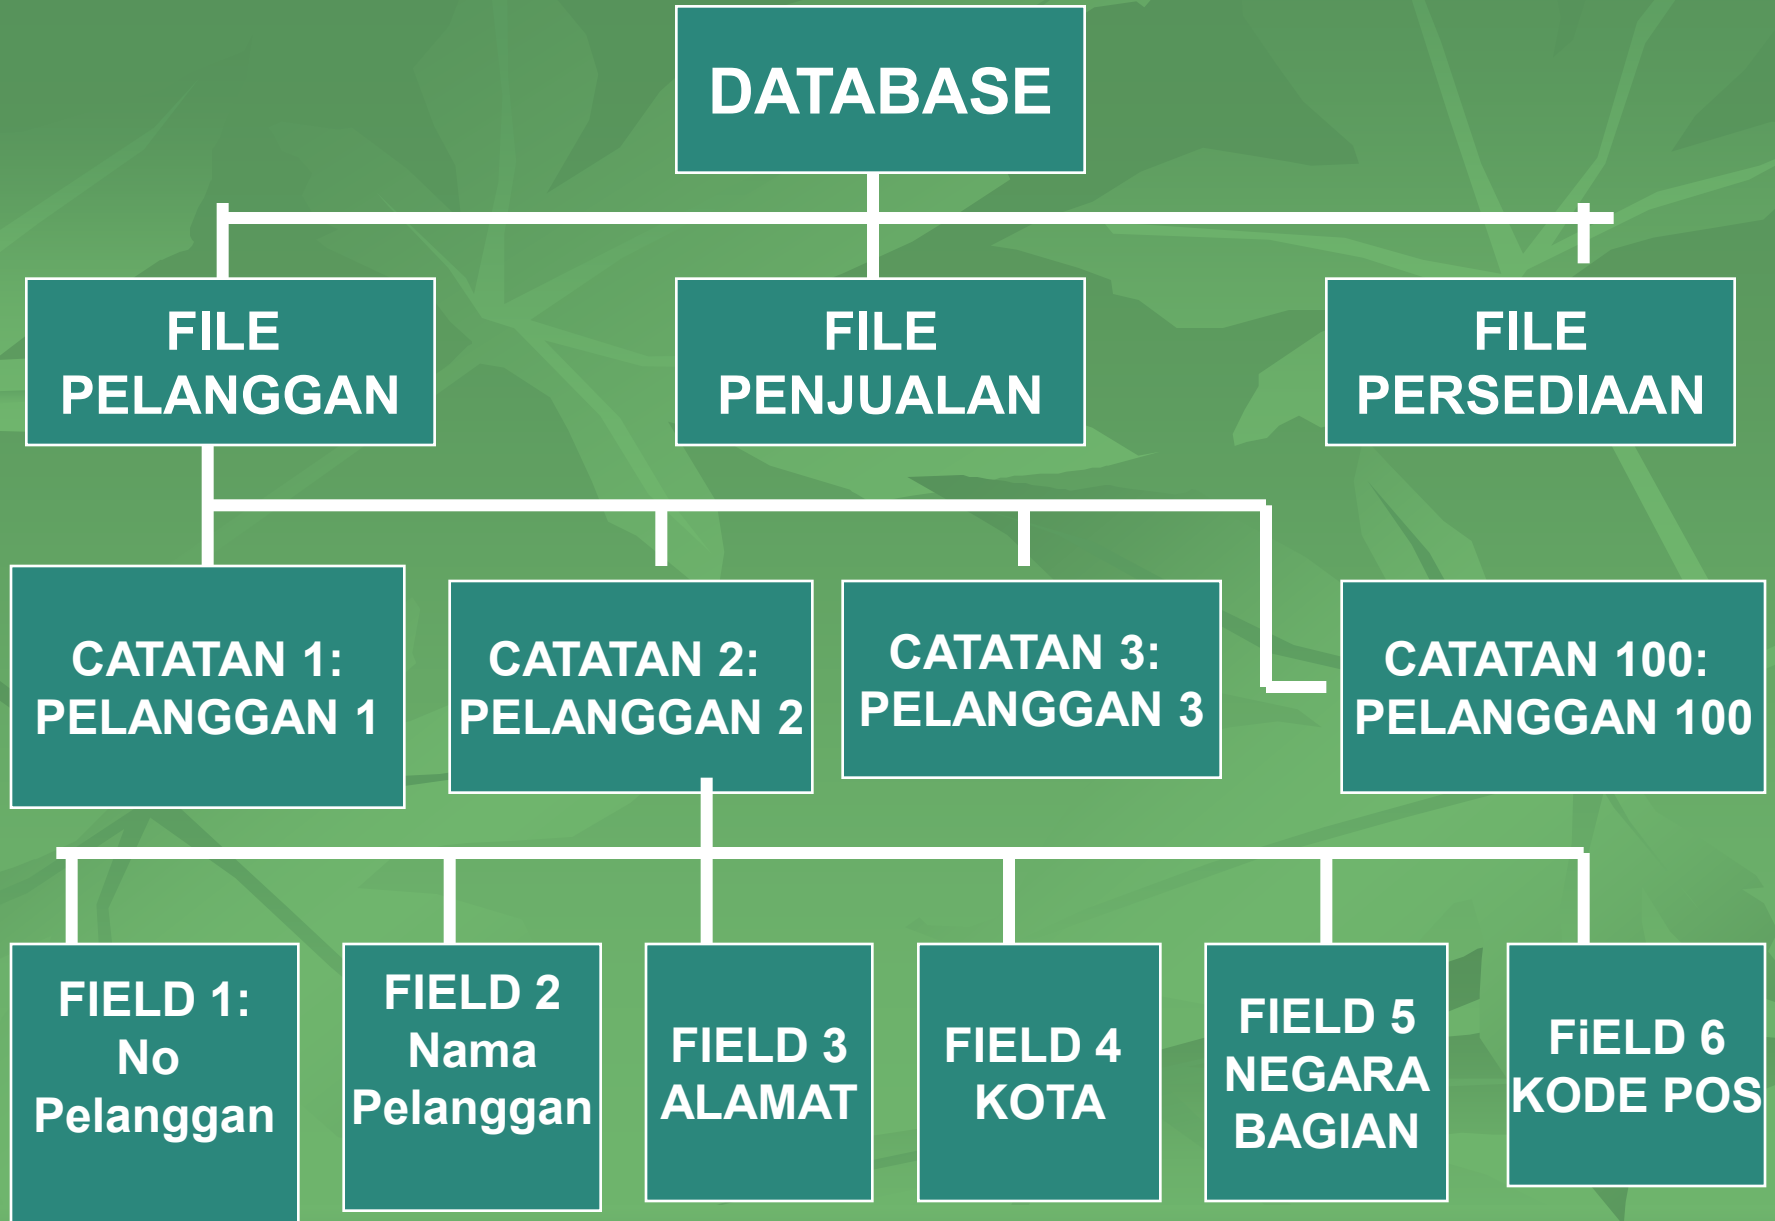 DATABASE
FILE
PELANGGAN
FILE
PENJUALAN
FILE
PERSEDIAAN
CATATAN 1:
PELANGGAN 1
CATATAN 2:
PELANGGAN 2
CATATAN 3:
PELANGGAN 3
CATATAN 100:
PELANGGAN 100
FIELD 1:
No
Pelanggan
FIELD 2
Nama
Pelanggan
FIELD 3
ALAMAT
FIELD 4
KOTA
FIELD 5
NEGARA
BAGIAN
FiELD 6
KODE POS